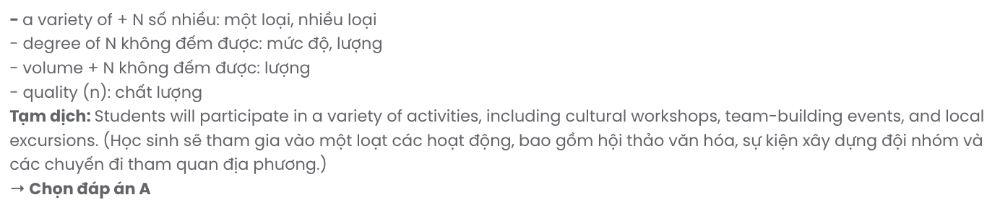 - a variety of + N số nhiều: một loại, nhiều loại
- degree of N không đếm được: mức độ, lượng
- volume + N không đếm được: lượng
- quality (n): chất lượng
Tạm dịch: Students will participate in a variety of activities, including cultural workshops, team-building events, and local
excursions. (Học sinh sẽ tham gia vào một loạt các hoạt động, bao gồm hội thảo văn hóa, sự kiện xây dựng đội nhóm và
các chuyến đi tham quan địa phương.)
→ Chọn đáp án A